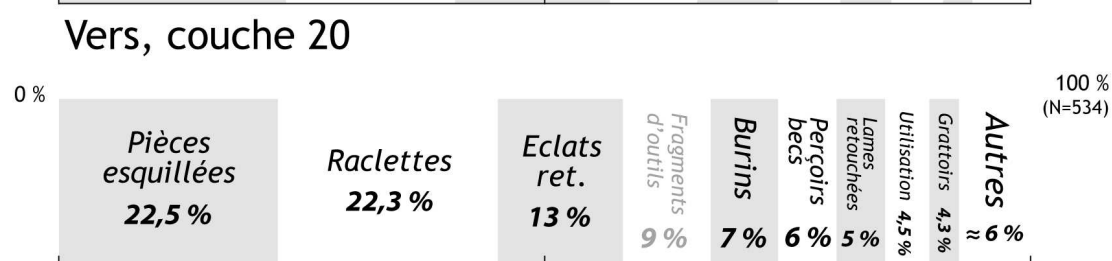 Vers, couche 20
0 %
100 %
(N=534)
Pièces
esquillées
22,5 %
Raclettes
22,3 %
Eclats
ret.
13 %
Fragments
d'outils
9 %
Burins
7 %
Perçoirs
becs
6 %
Lames
retouchées
5 %
Utilisation 4,5 %
Grattoirs 4,3 %
Autres
≈ 6 %